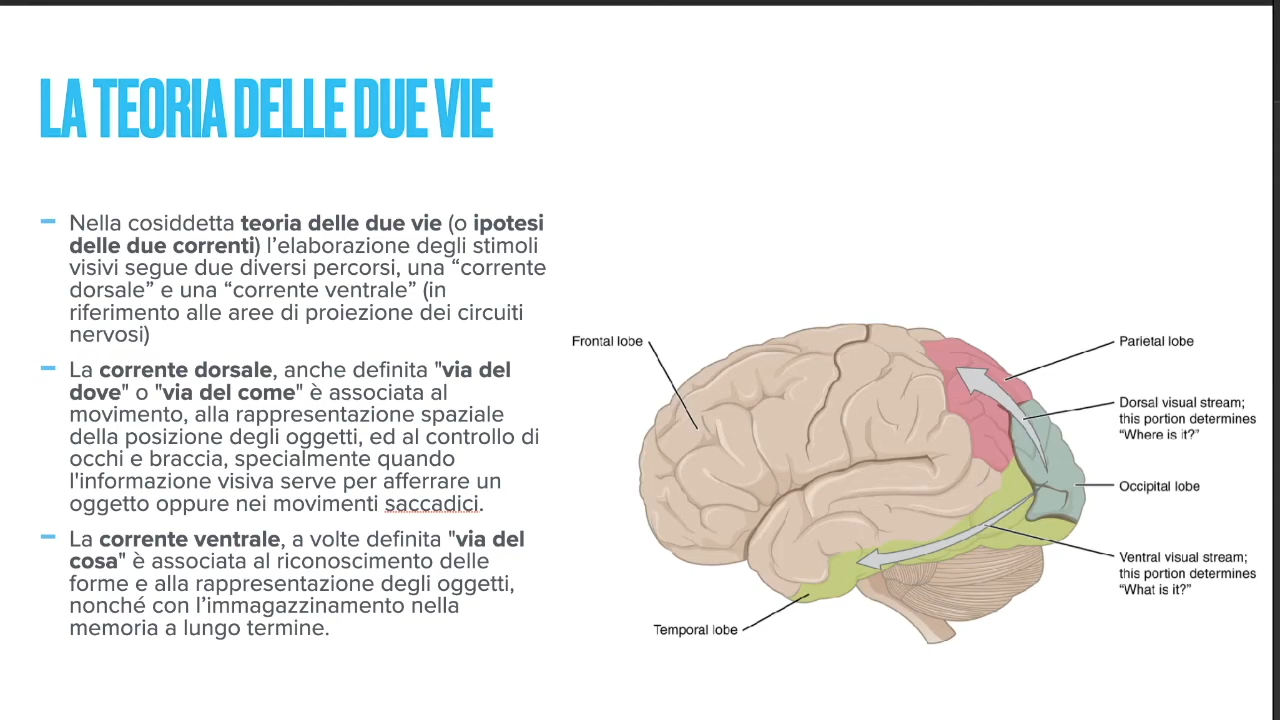 LA TEORIA DELLE DUE VIE
Nella cosiddetta teoria delle due vie (o ipotesi
delle due correnti) l’elaborazione degli stimoli
visivi segue due diversi percorsi, una “corrente
dorsale” e una “corrente ventrale” (in
riferimento alle aree di proiezione dei circuiti
nervosi)
La corrente dorsale, anche definita "via del
dove" o "via del come" è associata al
movimento, alla rappresentazione spaziale
della posizione degli oggetti, ed al controllo di
occhi e braccia, specialmente quando
l'informazione visiva serve per afferrare un
oggetto oppure nei movimenti saccadici.
La corrente ventrale, a volte definita "via del
cosa" è associata al riconoscimento delle
forme e alla rappresentazione degli oggetti,
nonché con l’immagazzinamento nella
memoria a lungo termine.
Frontal lobe
Parietal lobe
Dorsal visual stream;
this portion determines
“Where is it?”
Occipital lobe
Ventral visual stream;
this portion determines
“What is it?”
Temporal lobe